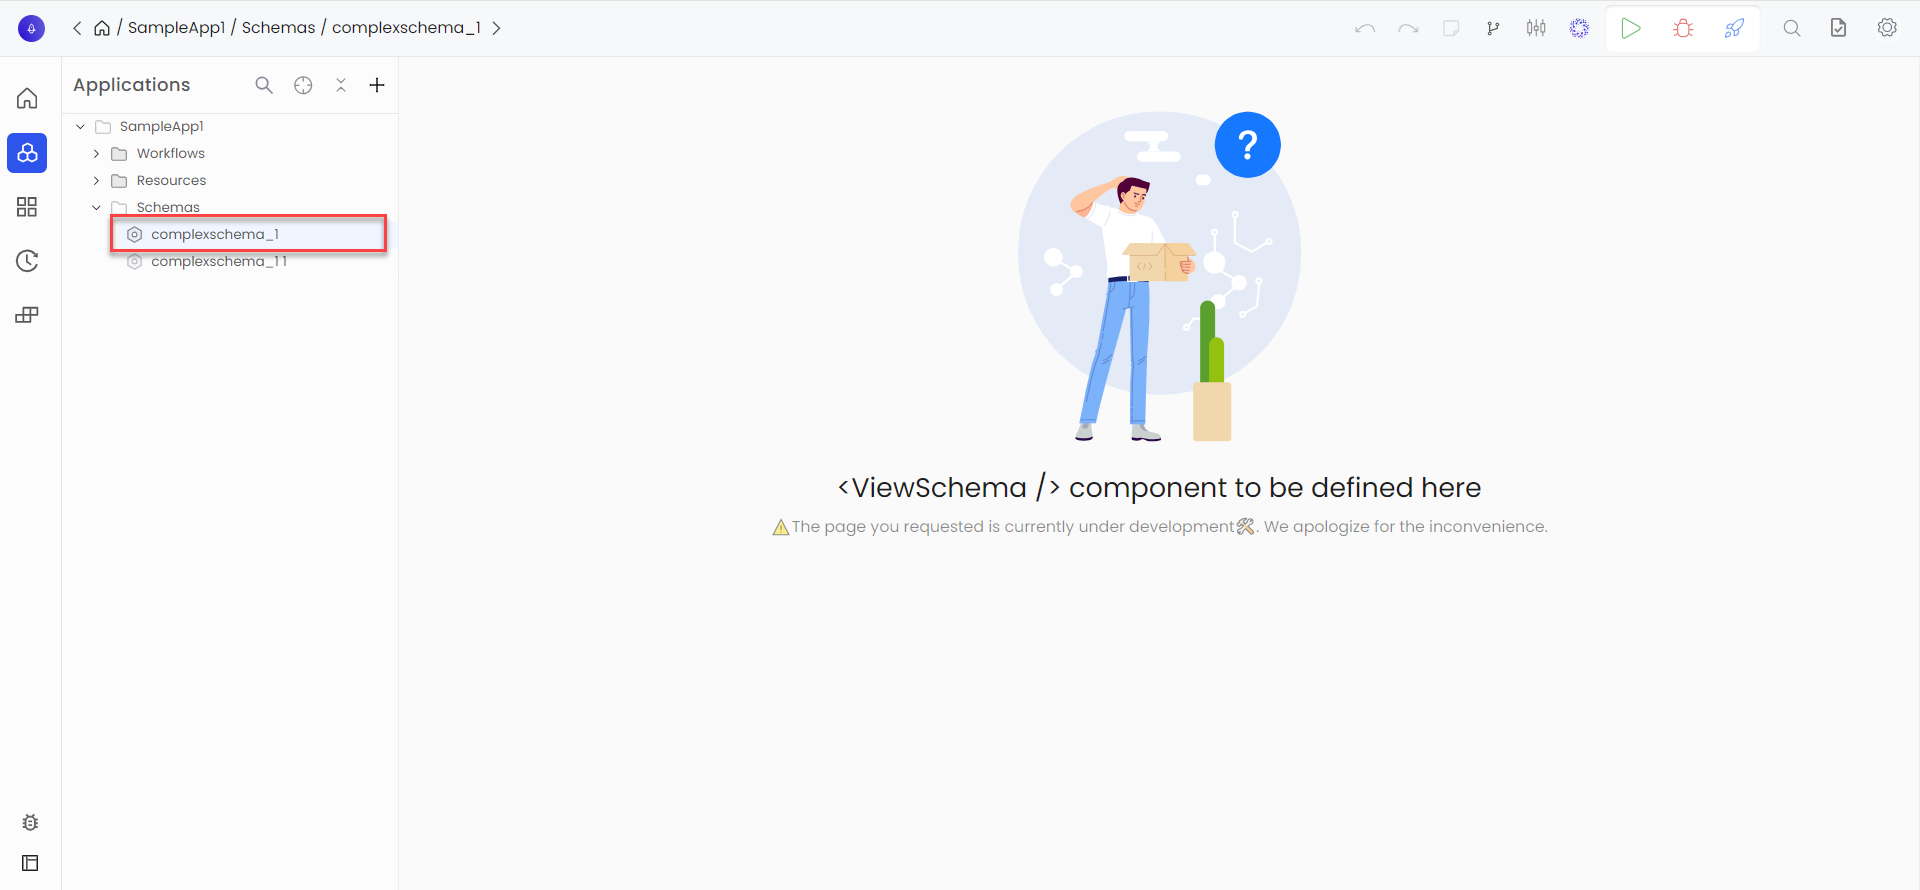 / SampleApp1 / Schemas / complexschema_1
Applications
SampleApp1
Workflows
Resources
Schemas
complexschema_1
complexschema_11
?
</>
<ViewSchema /> component to be defined here
⚠️The page you requested is currently under development🛠️. We apologize for the inconvenience.